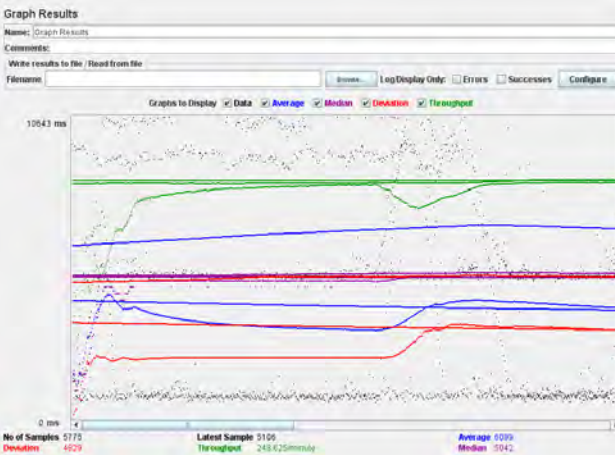 Graph Results
Name: Graph Results
Comments:
Write results to file / Read from file
Filename Browse... Log/Display Only: Errors Successes Configure
Graphs to Display Data Average Median Deviation Throughput
10643 ms
0 ms
No of Samples 5775 Latest Sample 5106 Average 6099
Deviation 4829 Throughput 248.625/minute Median 5042